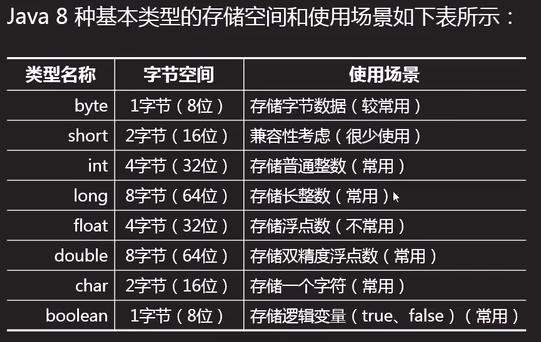 Java 8 种基本类型的存储空间和使用场景如下表所示：
类型名称 字节空间 使用场景
byte 1字节（8位） 存储字节数据（较常用）
short 2字节（16位） 兼容性考虑（很少使用）
int 4字节（32位） 存储普通整数（常用）
long 8字节（64位） 存储长整数（常用）
float 4字节（32位） 存储浮点数（不常用）
double 8字节（64位） 存储双精度浮点数（常用）
char 2字节（16位） 存储一个字符（常用）
boolean 1字节（8位） 存储逻辑变量（true、false）（常用）